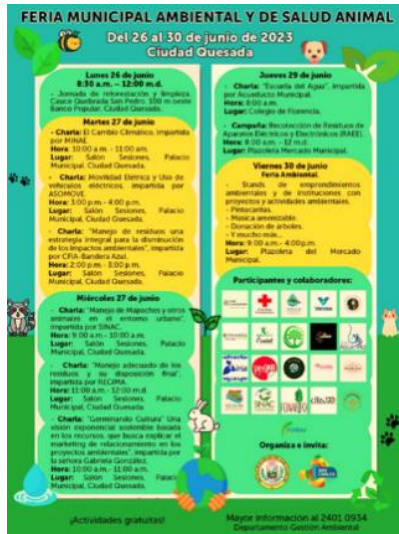 FERIA MUNICIPAL AMBIENTAL Y DE SALUD ANIMAL
Del 26 al 30 de junio de 2023
Ciudad Quesada
Lunes 26 de junio
8:30 a.m. – 12:00 m.d.
- Jornada de reforestación y limpieza.
Cauce Quebrada San Pedro. 300 m oeste
Banco Popular, Ciudad Quesada.
Martes 27 de junio
- Charla: El Cambio Climático, impartida
por MINAE.
Hora: 10:00 a.m. - 11:00 am.
Lugar: Salón Sesiones, Palacio
Municipal, Ciudad Quesada.
- Charla: Movilidad Eléctrica y Uso de
vehículos eléctricos, impartida por
ASOMOVE.
Hora: 3:00 p.m. - 4:00 p.m.
Lugar: Salón Sesiones, Palacio
Municipal, Ciudad Quesada.
- Charla: "Manejo de residuos una
estrategia integral para la disminución
de los impactos ambientales", impartida
por CFIA-Bandera Azul.
Hora: 2:00 p.m. - 3:00 p.m.
Lugar: Salón Sesiones, Palacio
Municipal, Ciudad Quesada.
Miércoles 27 de junio
- Charla: "Manejo de Mapaches y otros
animales en el entorno urbano",
impartida por SINAC.
Hora: 9:00 a.m. - 10:00 a.m.
Lugar: Salón Sesiones, Palacio
Municipal, Ciudad Quesada.
- Charla: "Manejo adecuado de los
residuos y su disposición final",
impartida por RECIMA.
Hora: 11:00 a.m. - 12:00 m.d.
Lugar: Salón Sesiones, Palacio
Municipal, Ciudad Quesada.
- Charla: "Germinando Cultura" Una
visión exponencial sostenible basada
en los recursos, que busca explicar el
marketing de relacionamiento en los
proyectos ambientales", impartida por
la señora Gabriela González.
Hora: 10:00 a.m. - 11:00 a.m.
Lugar: Salón Sesiones, Palacio
Municipal, Ciudad Quesada.
Jueves 29 de junio
- Charla: "Escuela del Agua", impartida
por Acueducto Municipal.
Hora: 8:00 a.m.
Lugar: Colegio de Florencia.
- Campaña: Recolección de Residuos de
Aparatos Eléctricos y Electrónicos (RAEE).
Hora: 8:00 a.m. - 12 m.d.
Lugar: Plazoleta Mercado Municipal.
Viernes 30 de junio
Feria Ambiental.
- Stands de emprendimientos
ambientales y de instituciones con
proyectos y actividades ambientales.
- Pintacaritas.
- Música amenizable.
- Donación de árboles.
- Y mucho más...
Hora: 9:00 a.m. - 4:00p.m.
Lugar: Plazoleta del Mercado
Municipal.
Participantes y colaboradores:
Organiza e invita:
¡Actividades gratuitas!
Mayor información al 2401 0934
Departamento Gestión Ambiental